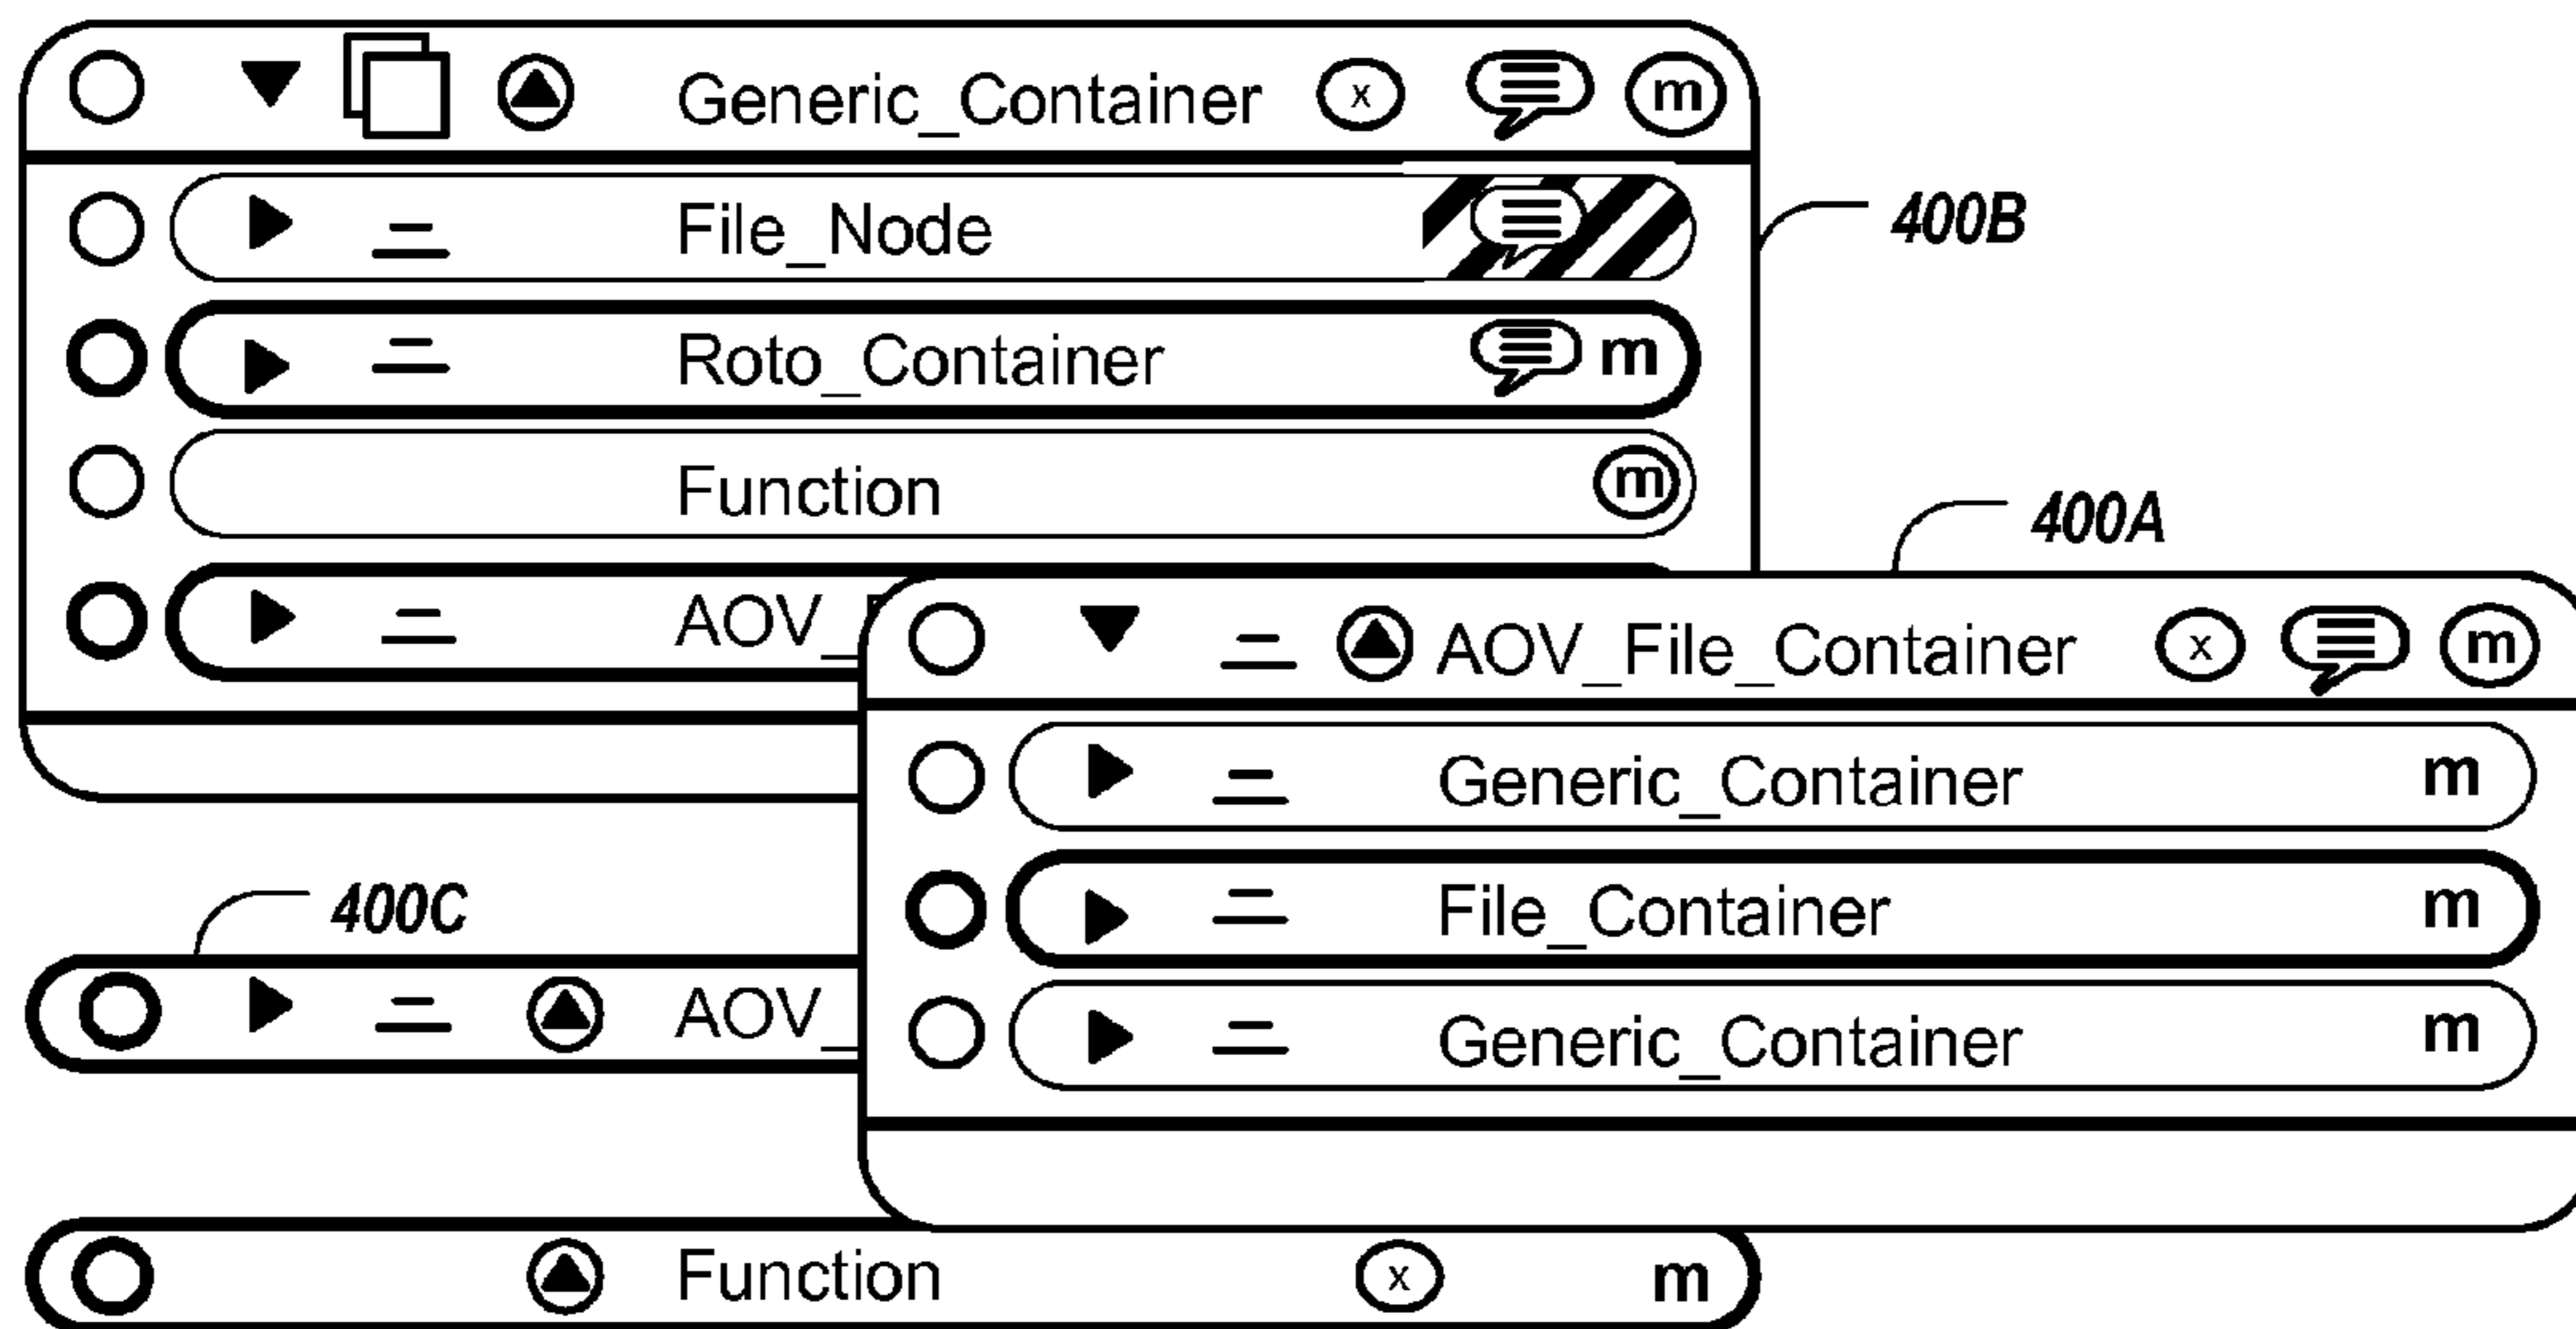 Generic_Container x m
File_Node
400B
Roto_Container m
Function m
400A
AOV_
AOV_File_Container x m
Generic_Container m
File_Container m
400C
AOV_
Generic_Container m
Function x m